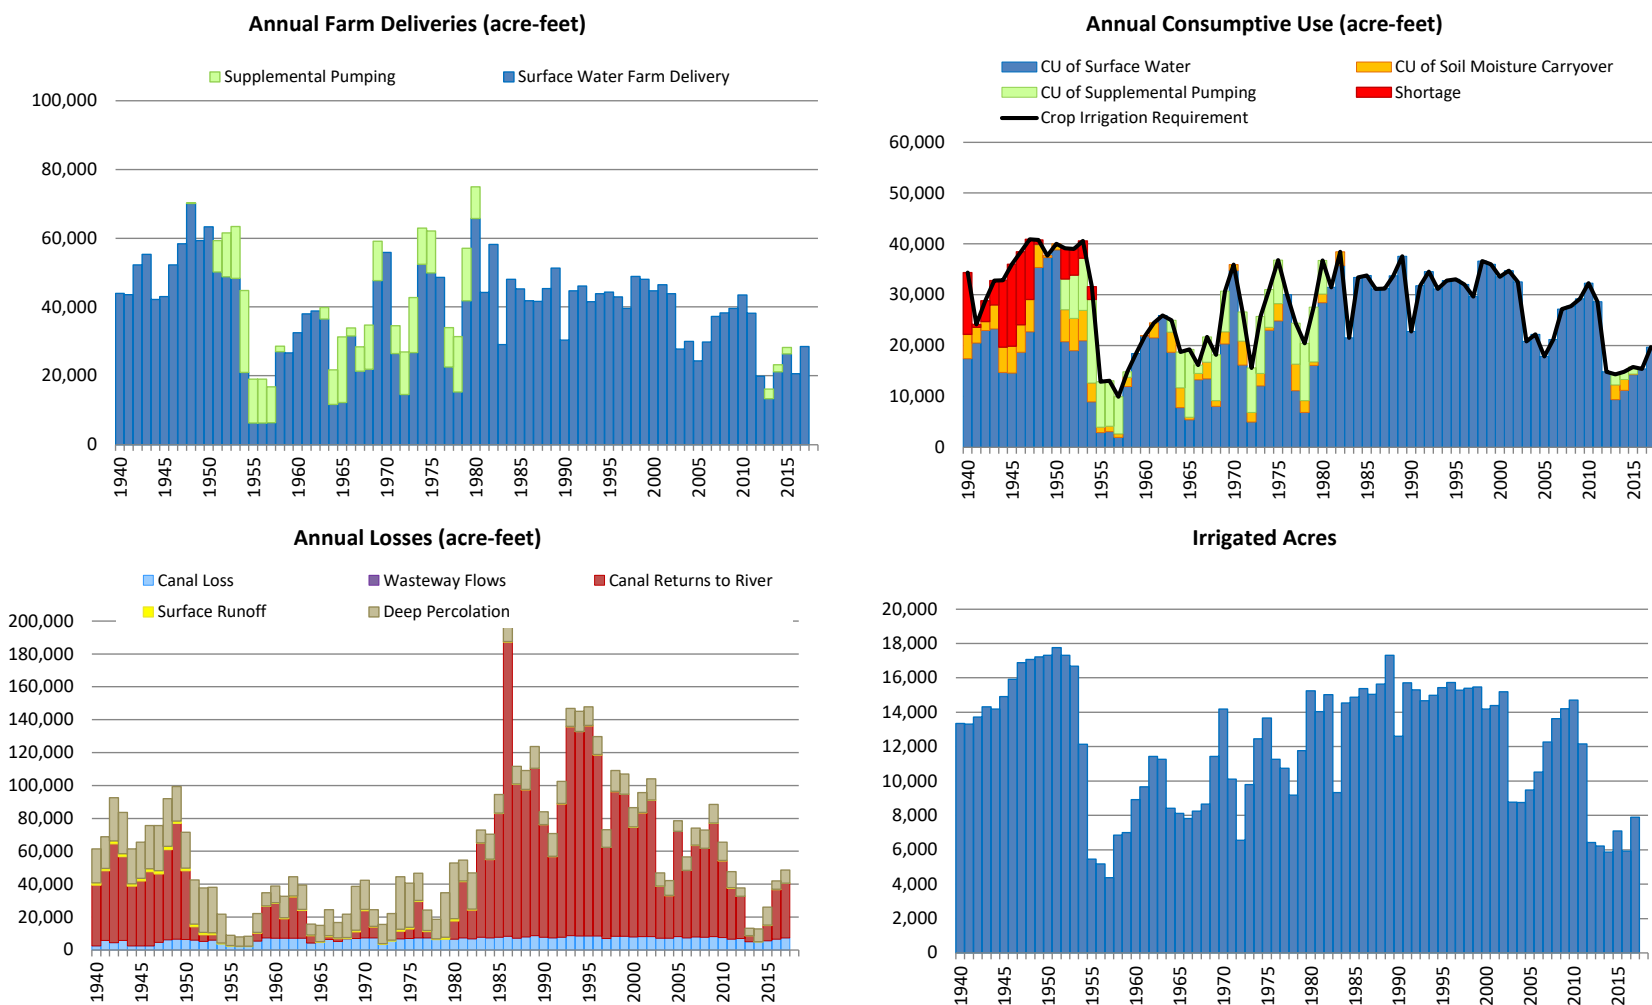 Annual Farm Deliveries (acre-feet)
Supplemental Pumping Surface Water Farm Delivery
100,000
80,000
60,000
40,000
20,000
0
1940 1945 1950 1955 1960 1965 1970 1975 1980 1985 1990 1995 2000 2005 2010 2015
Annual Consumptive Use (acre-feet)
CU of Surface Water CU of Soil Moisture Carryover
CU of Supplemental Pumping Shortage
Crop Irrigation Requirement
60,000
50,000
40,000
30,000
20,000
10,000
0
1940 1945 1950 1955 1960 1965 1970 1975 1980 1985 1990 1995 2000 2005 2010 2015
Annual Losses (acre-feet)
Canal Loss Wasteway Flows Canal Returns to River
Surface Runoff Deep Percolation
200,000
180,000
160,000
140,000
120,000
100,000
80,000
60,000
40,000
20,000
0
1940 1945 1950 1955 1960 1965 1970 1975 1980 1985 1990 1995 2000 2005 2010 2015
Irrigated Acres
20,000
18,000
16,000
14,000
12,000
10,000
8,000
6,000
4,000
2,000
0
1940 1945 1950 1955 1960 1965 1970 1975 1980 1985 1990 1995 2000 2005 2010 2015